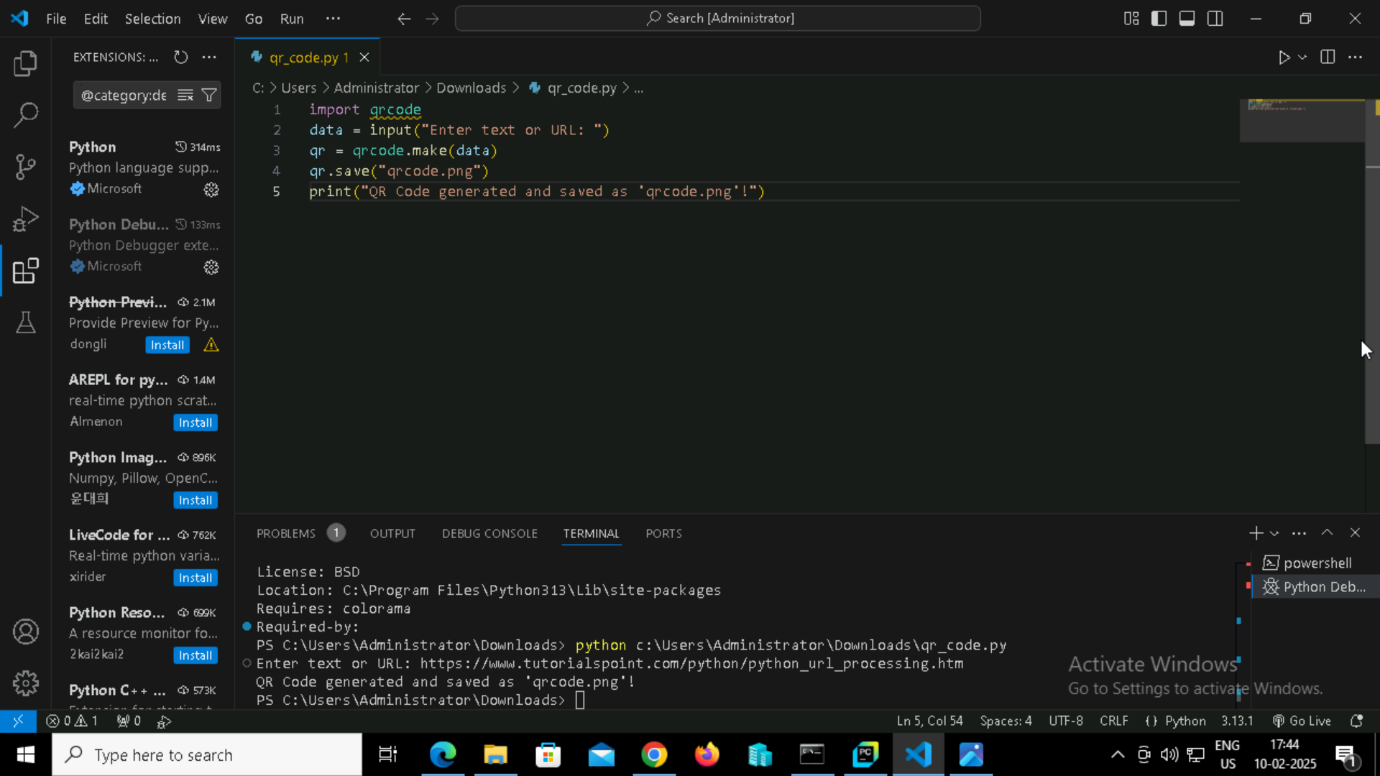 File Edit Selection View Go Run ···
Search [Administrator]
EXTENSIONS: ...
@category:de
Python 314ms
Python language supp...
Microsoft
Python Debu... 133ms
Python Debugger exte...
Microsoft
Python Previ... 2.1M
Provide Preview for Py...
dongli Install
AREPL for py... 1.4M
real-time python scrat...
Almenon Install
Python Imag... 896K
Numpy, Pillow, OpenC...
윤대희 Install
LiveCode for ... 762K
Real-time python varia...
xirider Install
Python Reso... 699K
A resource monitor fo...
2kai2kai2 Install
Python C++ ... 573K
qr_code.py 1
C: > Users > Administrator > Downloads > qr_code.py > ...
1 import qrcode
2 data = input("Enter text or URL: ")
3 qr = qrcode.make(data)
4 qr.save("qrcode.png")
5 print("QR Code generated and saved as 'qrcode.png'!")
PROBLEMS 1 OUTPUT DEBUG CONSOLE TERMINAL PORTS
powershell
Python Deb...
License: BSD
Location: C:\Program Files\Python313\Lib\site-packages
Requires: colorama
Required-by:
PS C:\Users\Administrator\Downloads> python c:\Users\Administrator\Downloads\qr_code.py
Enter text or URL: https://www.tutorialspoint.com/python/python_url_processing.htm
QR Code generated and saved as 'qrcode.png'!
PS C:\Users\Administrator\Downloads>
Activate Windows
Go to Settings to activate Windows.
0 1 0 Ln 5, Col 54 Spaces: 4 UTF-8 CRLF {} Python 3.13.1 Go Live
Type here to search
ENG
US
17:44
10-02-2025
1